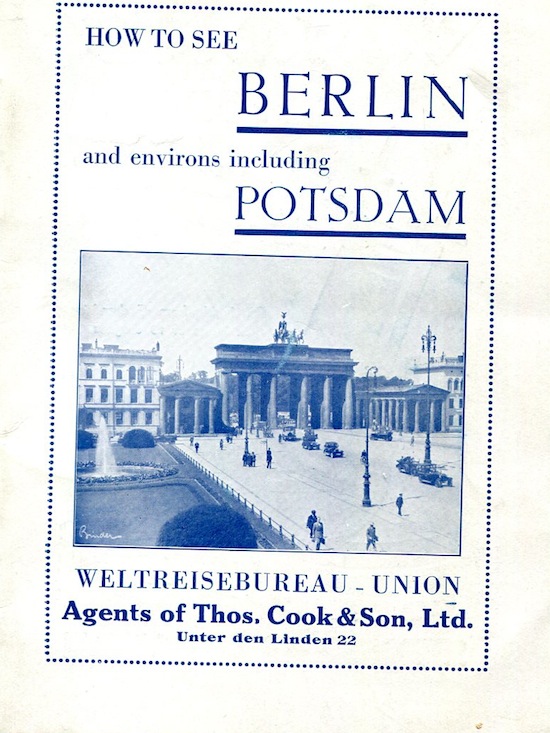 HOW TO SEE
BERLIN
and environs including
POTSDAM
Binder
WELTREISEBUREAU - UNION
Agents of Thos. Cook & Son, Ltd.
Unter den Linden 22